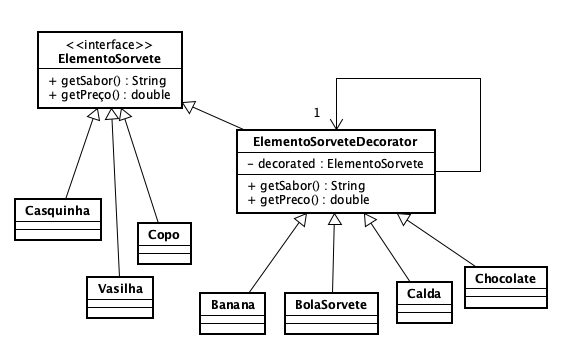 <<interface>>
ElementoSorvete
+ getSabor() : String
+ getPreço() : double
1
ElementoSorveteDecorator
- decorated : ElementoSorvete
+ getSabor() : String
+ getPreco() : double
Casquinha
Copo
Vasilha
Banana
BolaSorvete
Calda
Chocolate